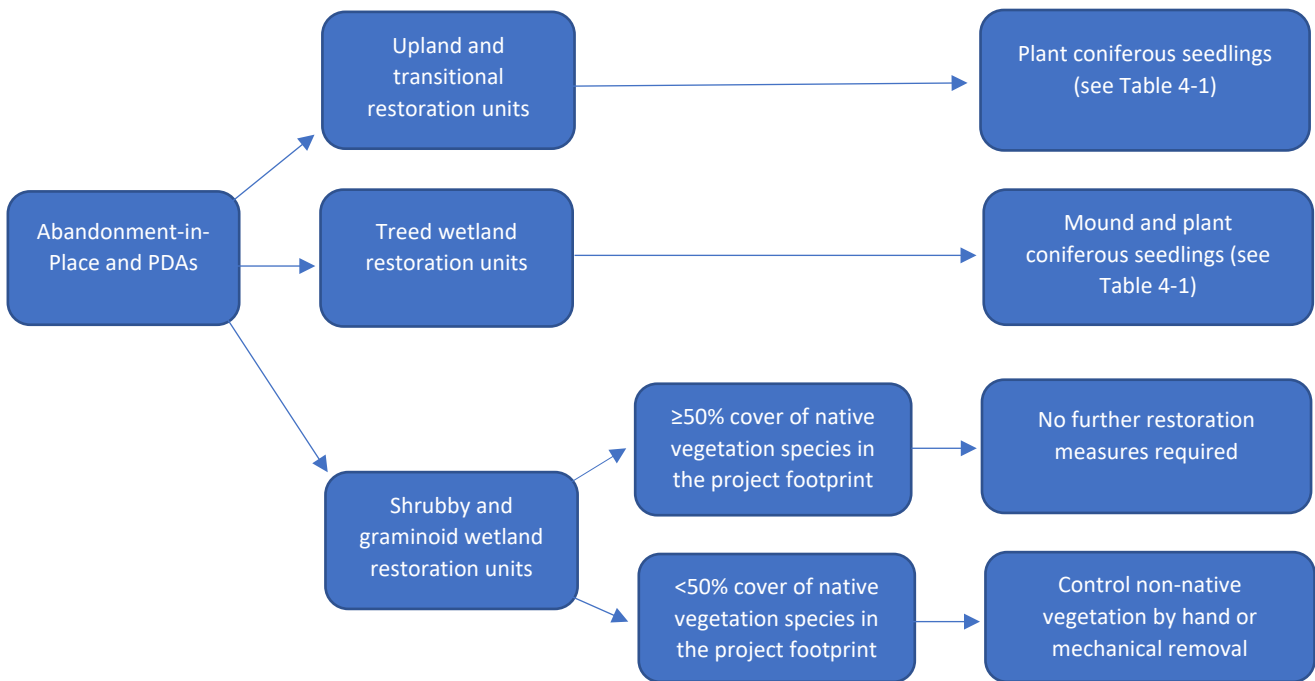 Upland and
transitional
restoration units
Plant coniferous seedlings
(see Table 4-1)
Abandonment-in-
Place and PDAs
Treed wetland
restoration units
Mound and plant
coniferous seedlings (see
Table 4-1)
Shrubby and
graminoid wetland
restoration units
≥50% cover of native
vegetation species in
the project footprint
No further restoration
measures required
<50% cover of native
vegetation species in
the project footprint
Control non-native
vegetation by hand or
mechanical removal